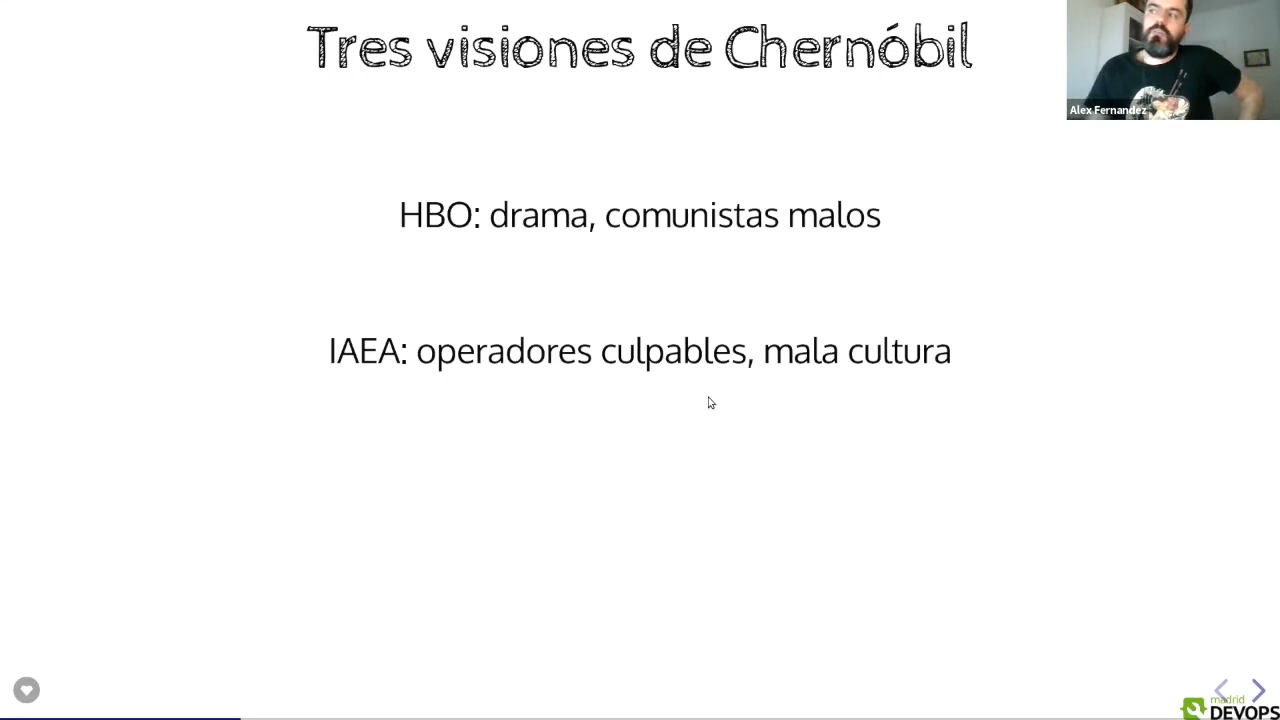 Tres visiones de Chernóbil
Alex Fernandez
HBO: drama, comunistas malos
IAEA: operadores culpables, mala cultura
madrid
DEVOPS